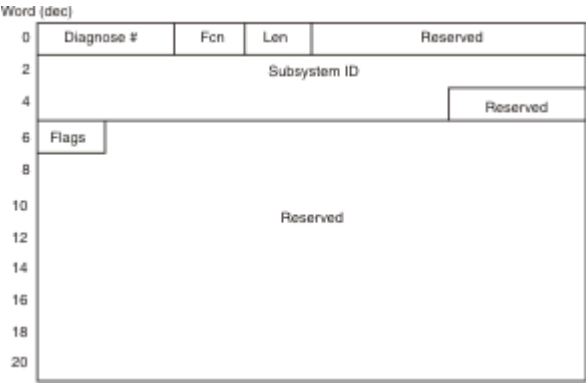 Word (dec)
0 Diagnose # Fcn Len Reserved
2 Subsystem ID
4 Reserved
6 Flags
8
10 Reserved
12
14
16
18
20